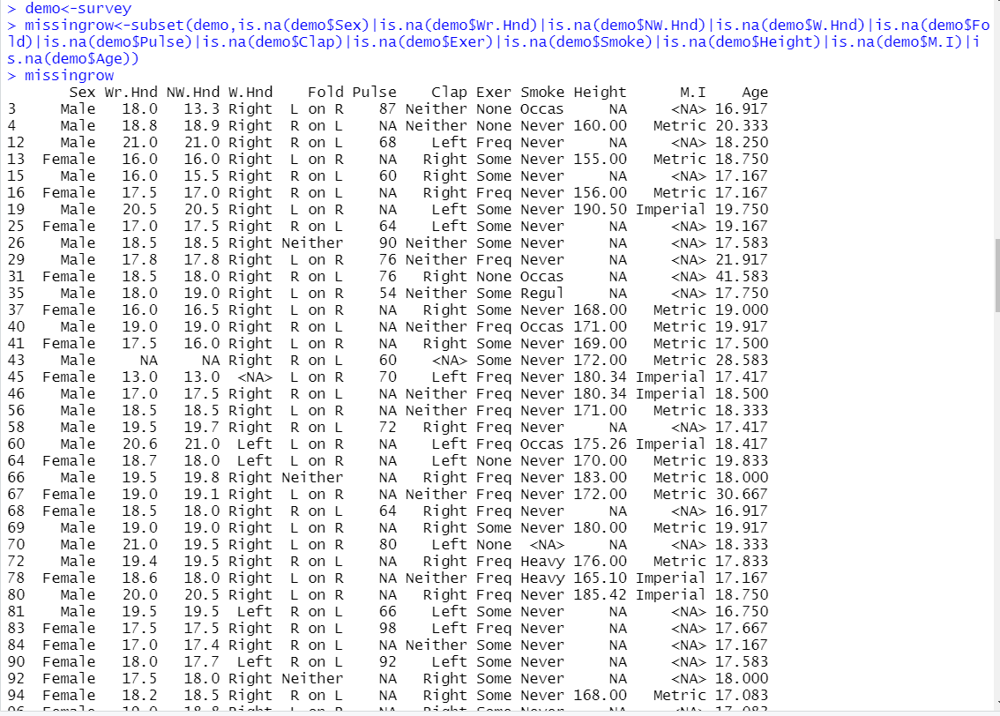 > demo<-survey
> missingrow<-subset(demo,is.na(demo$Sex)|is.na(demo$Wr.Hnd)|is.na(demo$NW.Hnd)|is.na(demo$W.Hnd)|is.na(demo$Fo
ld)|is.na(demo$Pulse)|is.na(demo$Clap)|is.na(demo$Exer)|is.na(demo$Smoke)|is.na(demo$Height)|is.na(demo$M.I)|i
s.na(demo$Age))
> missingrow
Sex Wr.Hnd NW.Hnd W.Hnd Fold Pulse Clap Exer Smoke Height M.I Age
3 Male 18.0 13.3 Right L on R 87 Neither None Occas NA <NA> 16.917
4 Male 18.8 18.9 Right R on L NA Neither None Never 160.00 Metric 20.333
12 Male 21.0 21.0 Right R on L 68 Left Freq Never NA <NA> 18.250
13 Female 16.0 16.0 Right L on R NA Right Some Never 155.00 Metric 18.750
15 Male 16.0 15.5 Right R on L 60 Right Some Never NA <NA> 17.167
16 Female 17.5 17.0 Right R on L NA Right Freq Never 156.00 Metric 17.167
19 Male 20.5 20.5 Right L on R NA Left Some Never 190.50 Imperial 19.750
25 Female 17.0 17.5 Right R on L 64 Left Some Never NA <NA> 19.167
26 Male 18.5 18.5 Right Neither 90 Neither Some Never NA <NA> 17.583
29 Male 17.8 17.8 Right L on R 76 Neither Freq Never NA <NA> 21.917
31 Female 18.5 18.0 Right R on L 76 Right None Occas NA <NA> 41.583
35 Male 18.0 19.0 Right L on R 54 Neither Some Regul NA <NA> 17.750
37 Female 16.0 16.5 Right R on L NA Right Some Never 168.00 Metric 19.000
40 Male 19.0 19.0 Right R on L NA Neither Freq Occas 171.00 Metric 19.917
41 Female 17.5 16.0 Right R on L NA Right Some Never 169.00 Metric 17.500
43 Male NA NA Right R on L 60 <NA> Some Never 172.00 Metric 28.583
45 Female 13.0 13.0 <NA> L on R 70 Left Freq Never 180.34 Imperial 17.417
46 Male 17.0 17.5 Right R on L NA Neither Freq Never 180.34 Imperial 18.500
56 Male 18.5 18.5 Right R on L NA Neither Freq Never 171.00 Metric 18.333
58 Male 19.5 19.7 Right R on L 72 Right Freq Never NA <NA> 17.417
60 Male 20.6 21.0 Left L on R NA Left Freq Occas 175.26 Imperial 18.417
64 Female 18.7 18.0 Left L on R NA Left None Never 170.00 Metric 19.833
66 Male 19.5 19.8 Right Neither NA Right Freq Never 183.00 Metric 18.000
67 Female 19.0 19.1 Right L on R NA Neither Freq Never 172.00 Metric 30.667
68 Female 18.5 18.0 Right R on L 64 Right Freq Never NA <NA> 16.917
69 Male 19.0 19.0 Right L on R NA Right Some Never 180.00 Metric 19.917
70 Male 21.0 19.5 Right R on L 80 Left None <NA> NA <NA> 18.333
72 Male 19.4 19.5 Right R on L NA Right Freq Heavy 176.00 Metric 17.833
78 Female 18.6 18.0 Right L on R NA Neither Freq Heavy 165.10 Imperial 17.167
80 Male 20.0 20.5 Right L on R NA Right Freq Never 185.42 Imperial 18.750
81 Male 19.5 19.5 Left R on L 66 Left Some Never NA <NA> 16.750
83 Female 17.5 17.5 Right R on L 98 Left Freq Never NA <NA> 17.667
84 Female 17.0 17.4 Right R on L NA Neither Some Never NA <NA> 17.167
90 Female 18.0 17.7 Left R on L 92 Left Some Never NA <NA> 17.583
92 Female 17.5 18.0 Right Neither NA Right Some Never NA <NA> 18.000
94 Female 18.2 18.5 Right R on L NA Right Some Never 168.00 Metric 17.083